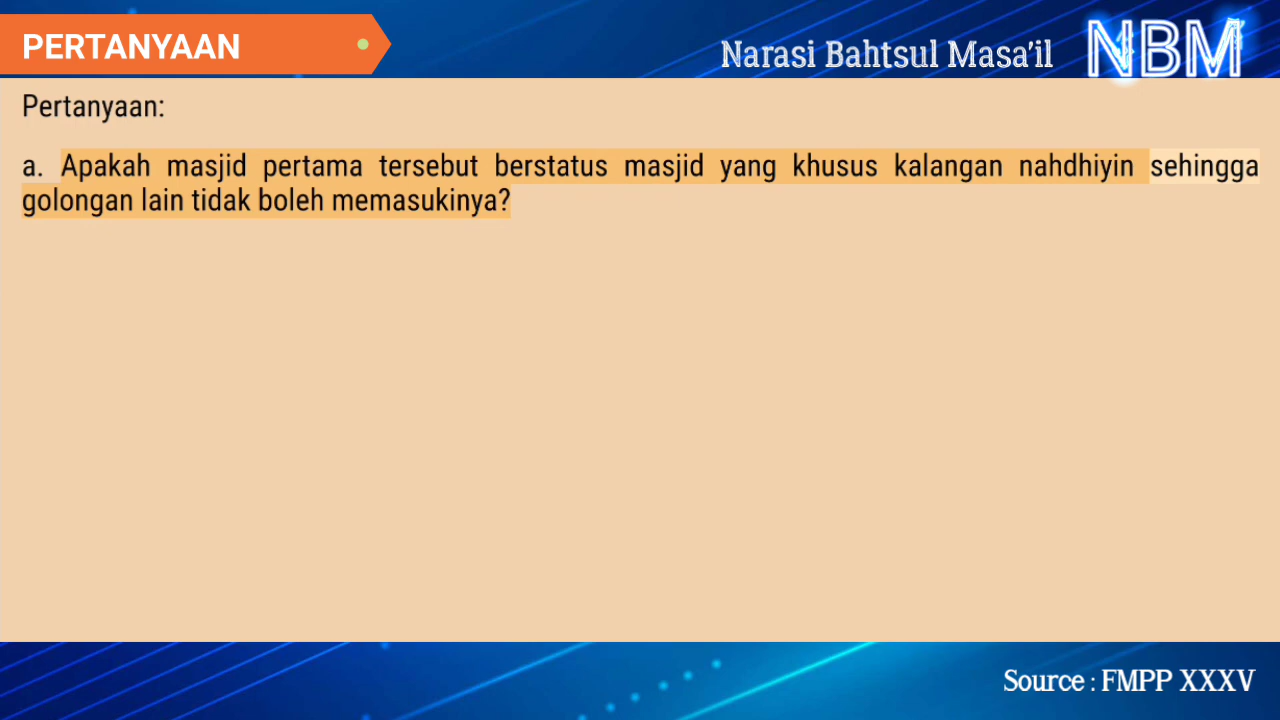 PERTANYAAN
Narasi Bahtsul Masa'il
NBM
Pertanyaan:
a. Apakah masjid pertama tersebut berstatus masjid yang khusus kalangan nahdhiyin sehingga
golongan lain tidak boleh memasukinya?
Source : FMPP XXXV